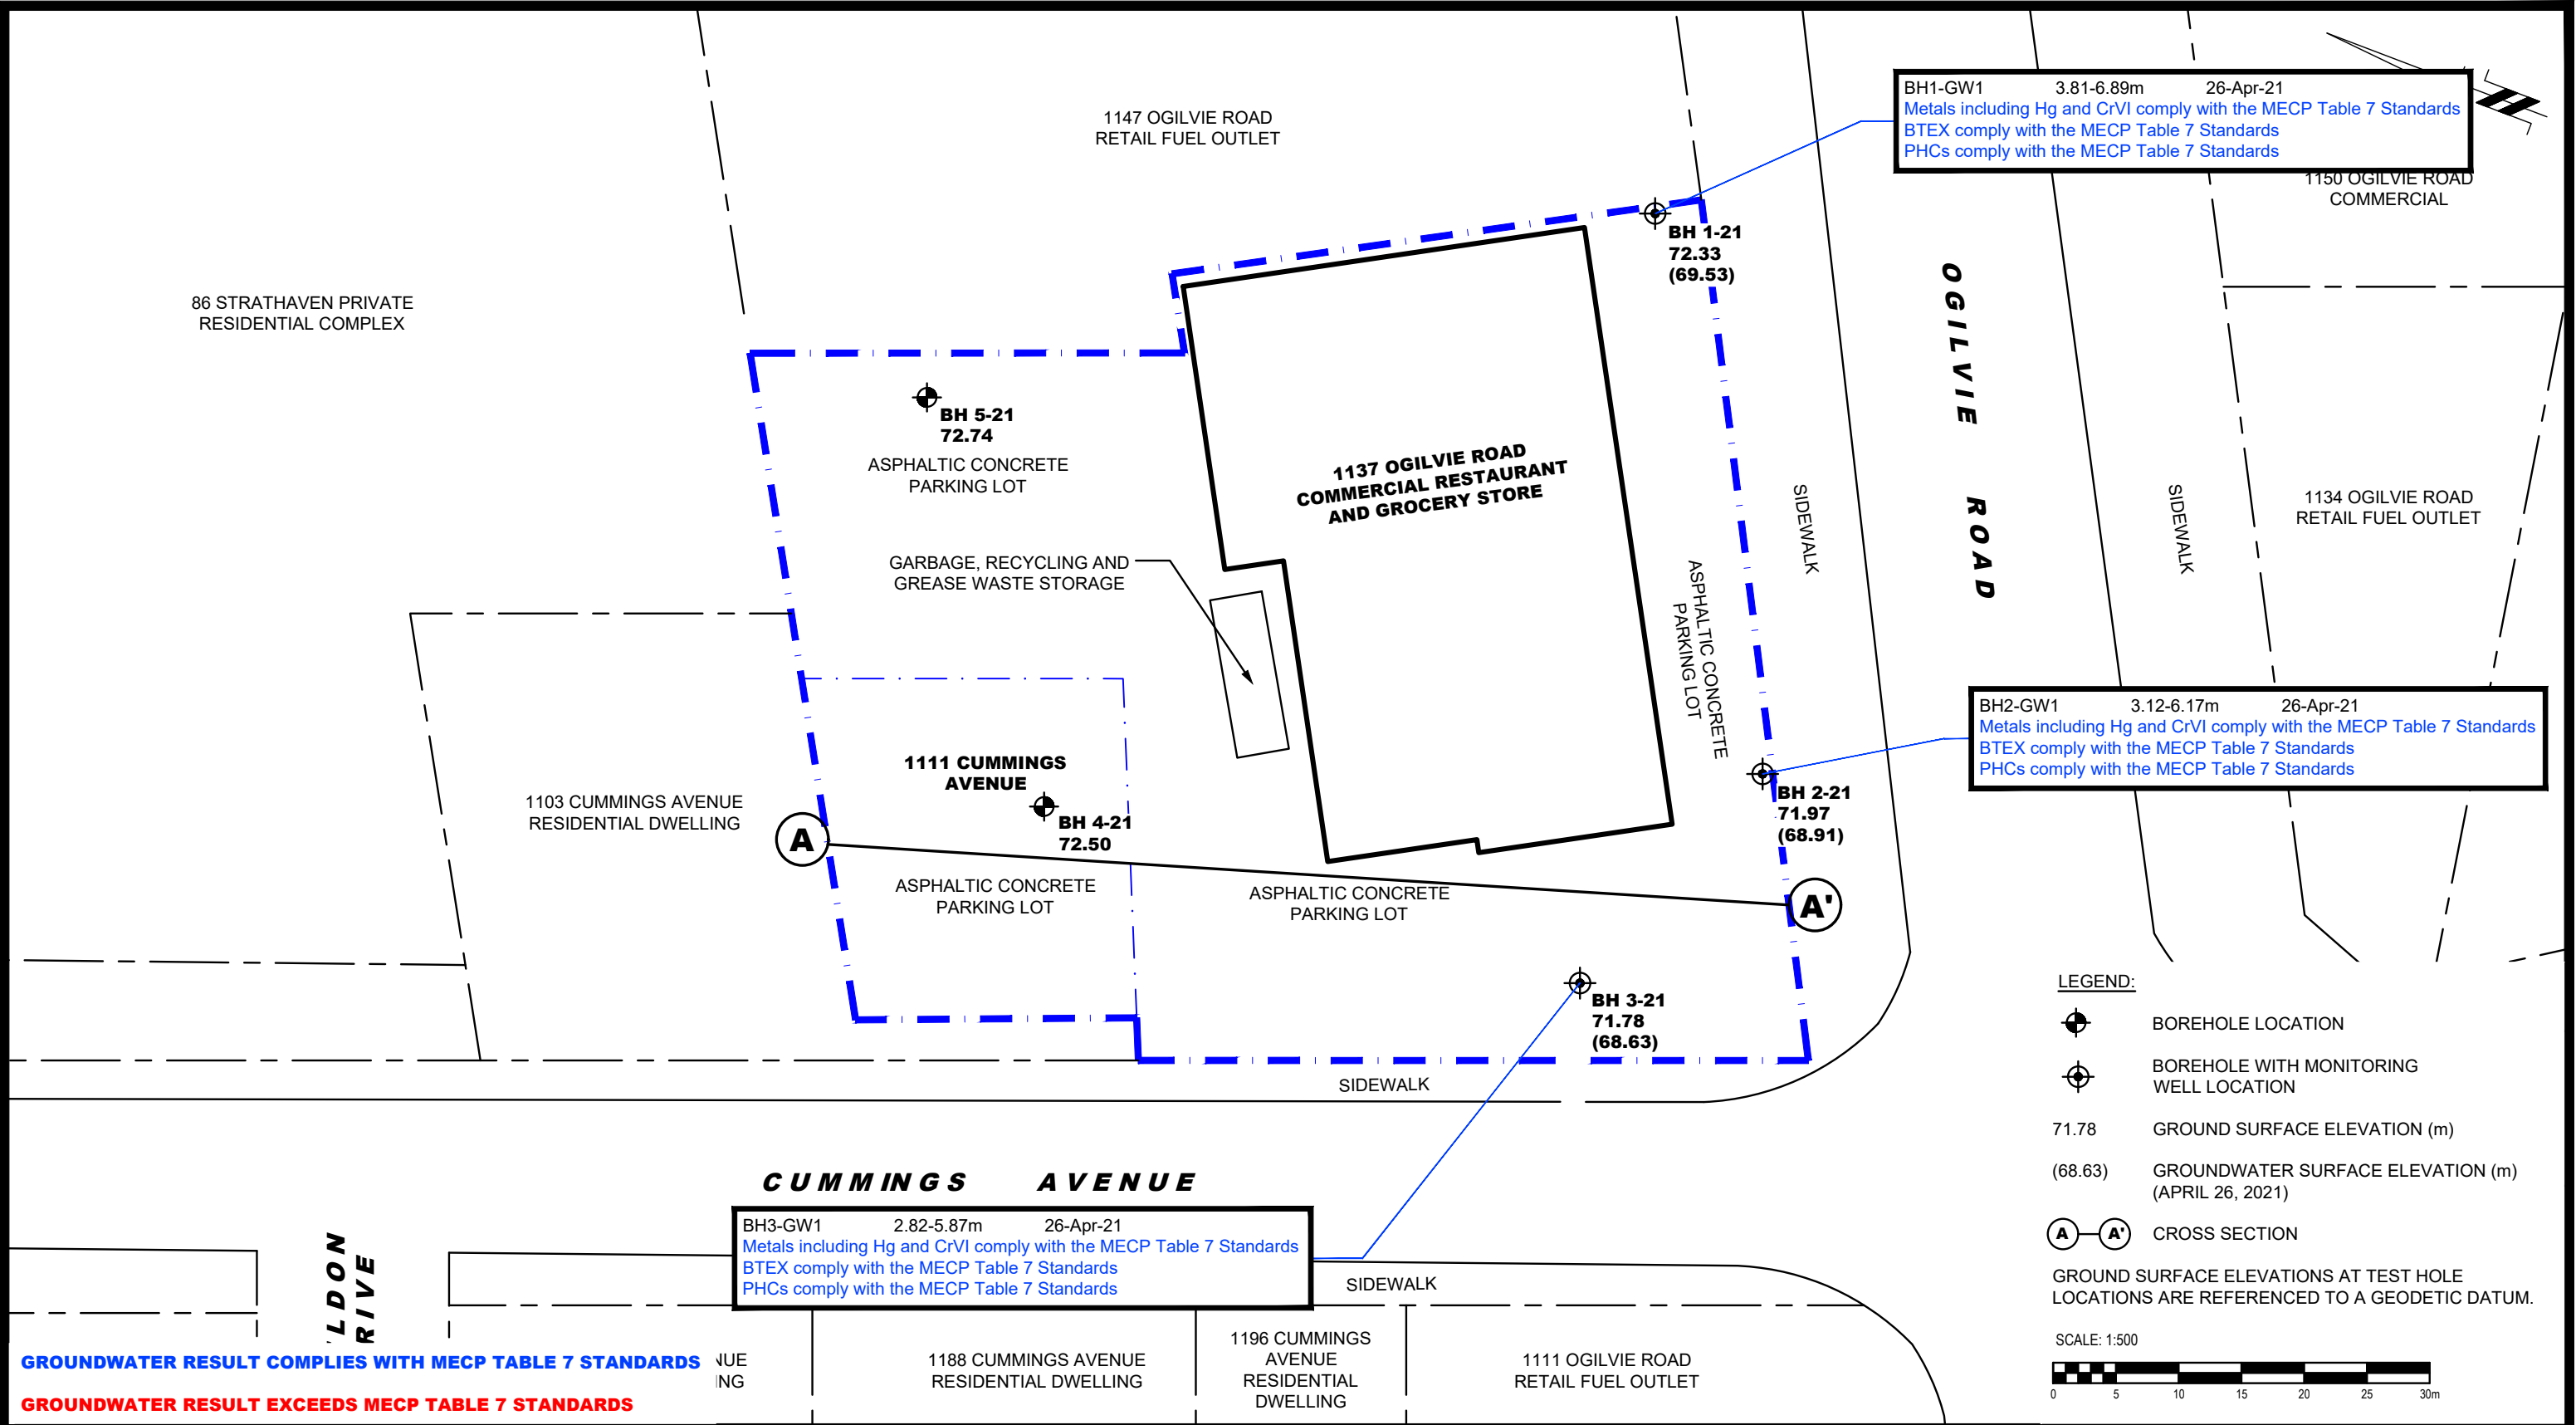 1147 OGILVIE ROAD
RETAIL FUEL OUTLET
BH1-GW1 3.81-6.89m 26-Apr-21
Metals including Hg and CrVI comply with the MECP Table 7 Standards
BTEX comply with the MECP Table 7 Standards
PHCs comply with the MECP Table 7 Standards
1150 OGILVIE ROAD
COMMERCIAL
BH 1-21
72.33
(69.53)
86 STRATHAVEN PRIVATE
RESIDENTIAL COMPLEX
OGILVIE ROAD
BH 5-21
72.74
ASPHALTIC CONCRETE
PARKING LOT
1137 OGILVIE ROAD
COMMERCIAL RESTAURANT
AND GROCERY STORE
SIDEWALK
SIDEWALK
1134 OGILVIE ROAD
RETAIL FUEL OUTLET
GARBAGE, RECYCLING AND
GREASE WASTE STORAGE
ASPHALTIC CONCRETE
PARKING LOT
BH2-GW1 3.12-6.17m 26-Apr-21
Metals including Hg and CrVI comply with the MECP Table 7 Standards
BTEX comply with the MECP Table 7 Standards
PHCs comply with the MECP Table 7 Standards
1111 CUMMINGS
AVENUE
1103 CUMMINGS AVENUE
RESIDENTIAL DWELLING
BH 4-21
72.50
BH 2-21
71.97
(68.91)
A
A'
ASPHALTIC CONCRETE
PARKING LOT
ASPHALTIC CONCRETE
PARKING LOT
BH 3-21
71.78
(68.63)
SIDEWALK
CUMMINGS AVENUE
BH3-GW1 2.82-5.87m 26-Apr-21
Metals including Hg and CrVI comply with the MECP Table 7 Standards
BTEX comply with the MECP Table 7 Standards
PHCs comply with the MECP Table 7 Standards
SIDEWALK
LDON
RIVE
NUE
NG
1188 CUMMINGS AVENUE
RESIDENTIAL DWELLING
1196 CUMMINGS
AVENUE
RESIDENTIAL
DWELLING
1111 OGILVIE ROAD
RETAIL FUEL OUTLET
GROUNDWATER RESULT COMPLIES WITH MECP TABLE 7 STANDARDS
GROUNDWATER RESULT EXCEEDS MECP TABLE 7 STANDARDS
LEGEND:
BOREHOLE LOCATION
BOREHOLE WITH MONITORING
WELL LOCATION
71.78 GROUND SURFACE ELEVATION (m)
(68.63) GROUNDWATER SURFACE ELEVATION (m)
(APRIL 26, 2021)
A A' CROSS SECTION
GROUND SURFACE ELEVATIONS AT TEST HOLE
LOCATIONS ARE REFERENCED TO A GEODETIC DATUM.
SCALE: 1:500
0 5 10 15 20 25 30m